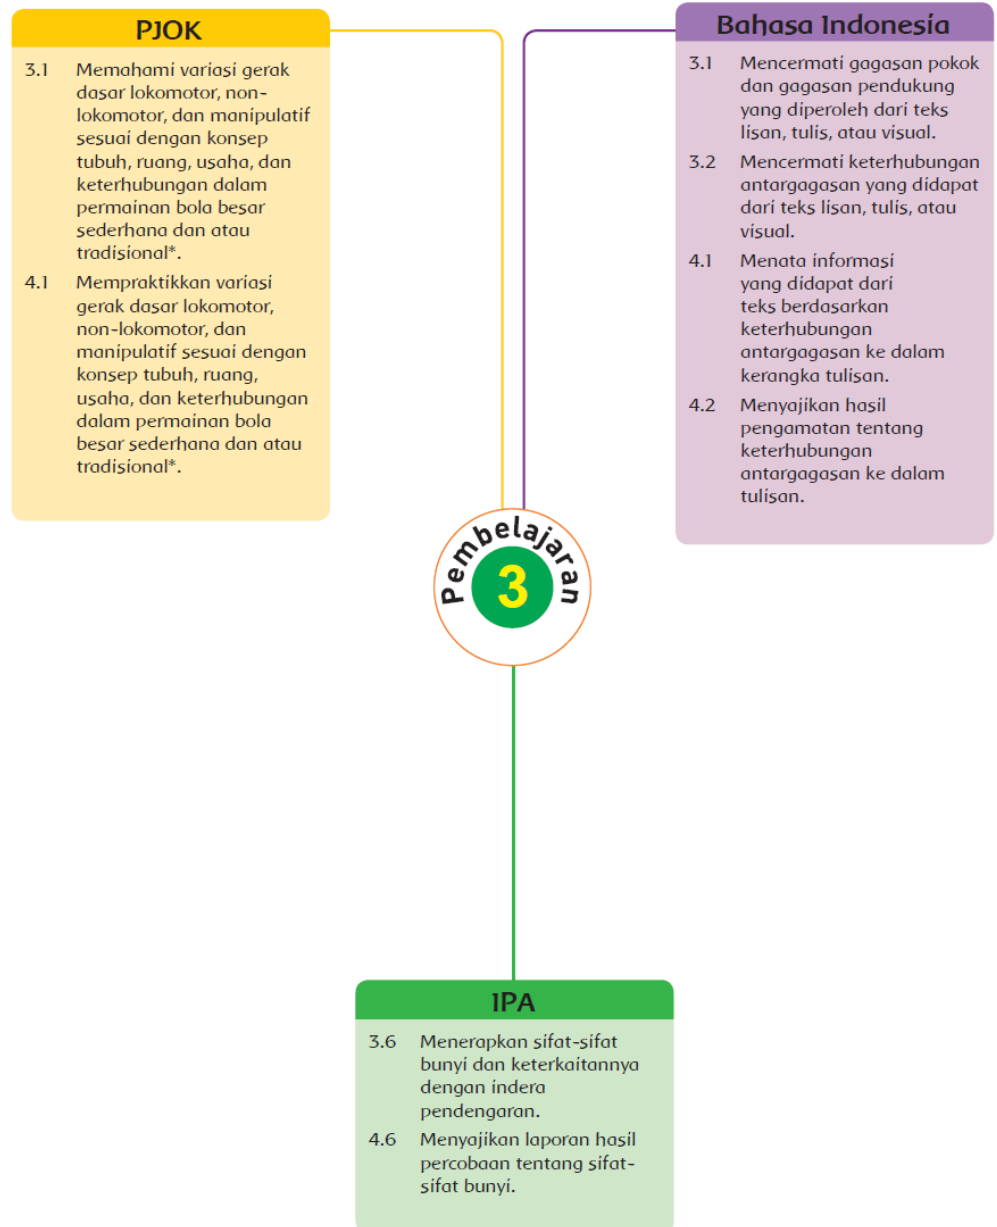 PJOK
3.1 Memahami variasi gerak
dasar lokomotor, non-
lokomotor, dan manipulatif
sesuai dengan konsep
tubuh, ruang, usaha, dan
keterhubungan dalam
permainan bola besar
sederhana dan atau
tradisional*.
4.1 Mempraktikkan variasi
gerak dasar lokomotor,
non-lokomotor, dan
manipulatif sesuai dengan
konsep tubuh, ruang,
usaha, dan keterhubungan
dalam permainan bola
besar sederhana dan atau
tradisional*.
Bahasa Indonesia
3.1 Mencermati gagasan pokok
dan gagasan pendukung
yang diperoleh dari teks
lisan, tulis, atau visual.
3.2 Mencermati keterhubungan
antargagasan yang didapat
dari teks lisan, tulis, atau
visual.
4.1 Menata informasi
yang didapat dari
teks berdasarkan
keterhubungan
antargagasan ke dalam
kerangka tulisan.
4.2 Menyajikan hasil
pengamatan tentang
keterhubungan
antargagasan ke dalam
tulisan.
Pembelajaran
3
IPA
3.6 Menerapkan sifat-sifat
bunyi dan keterkaitannya
dengan indera
pendengaran.
4.6 Menyajikan laporan hasil
percobaan tentang sifat-
sifat bunyi.